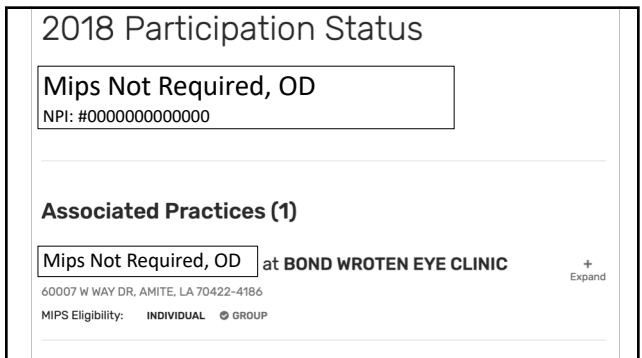 2018 Participation Status
Mips Not Required, OD
NPI: #0000000000000
Associated Practices (1)
Mips Not Required, OD at BOND WROTEN EYE CLINIC
+
Expand
60007 W WAY DR, AMITE, LA 70422-4186
MIPS Eligibility: INDIVIDUAL GROUP